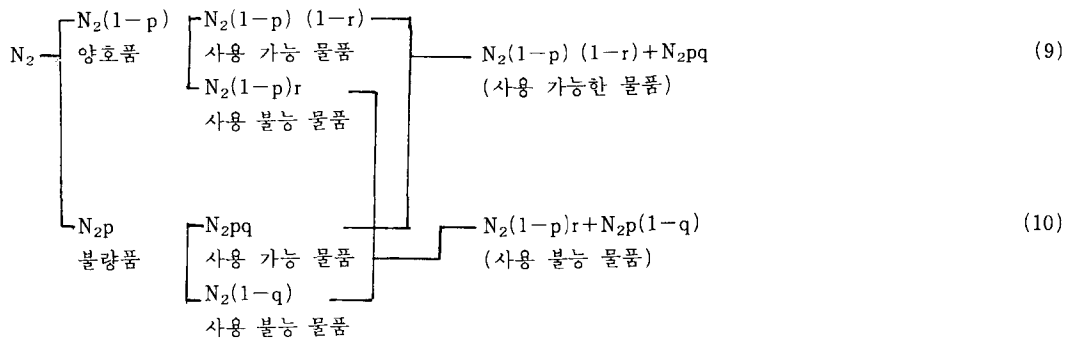 N₂(1−p) N₂(1−p) (1−r)
N₂ 양호품 사용 가능 물품 N₂(1−p) (1−r)+N₂pq (9)
N₂(1−p)r (사용 가능한 물품)
사용 불능 물품
N₂p N₂pq N₂(1−p)r+N₂p(1−q) (10)
불량품 사용 가능 물품 (사용 불능 물품)
N₂(1−q)
사용 불능 물품